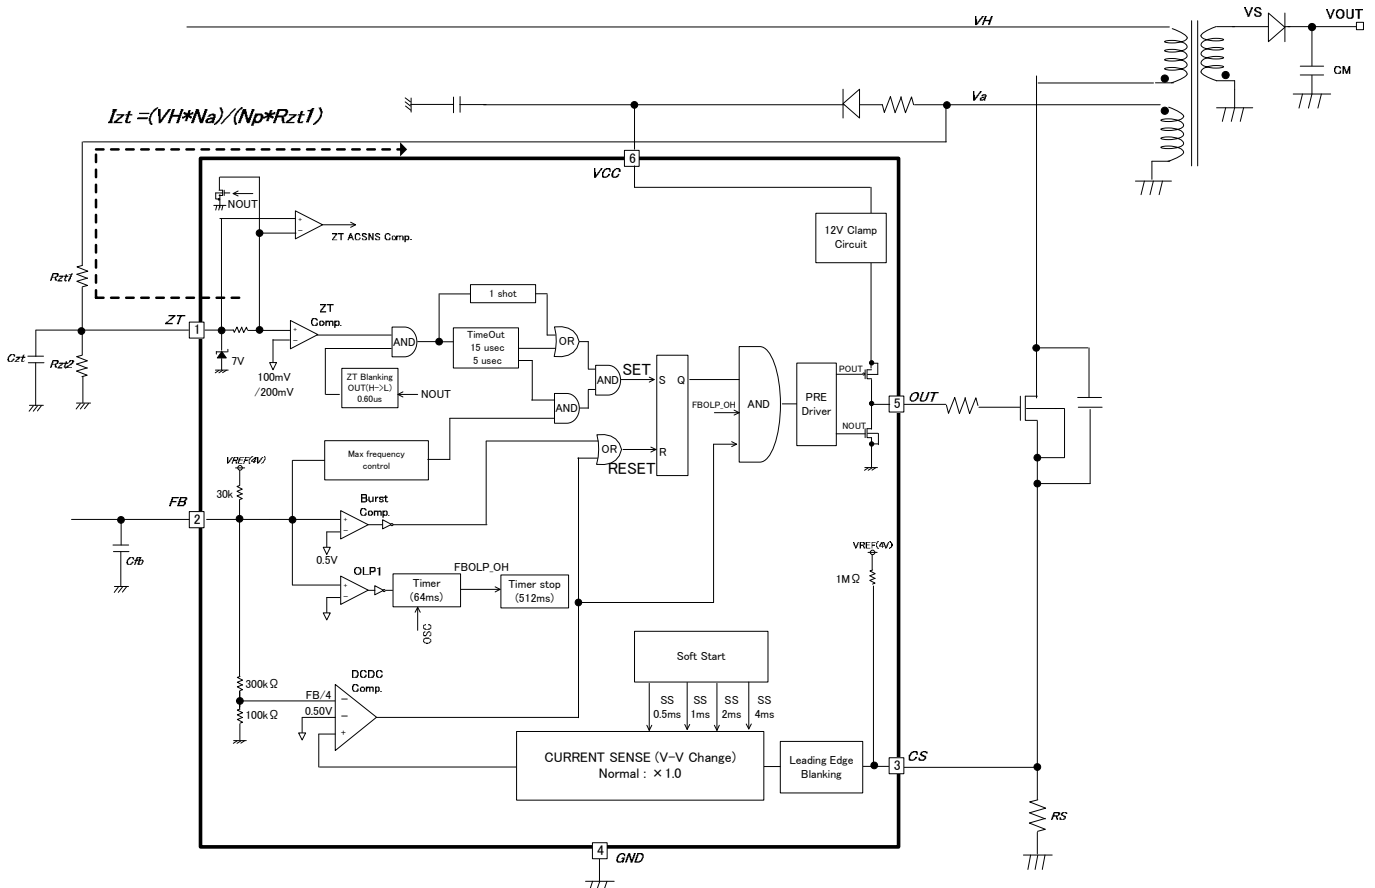 VH
VS
VOUT
CM
Va
Izt =(VH*Na)/(Np*Rzt1)
6
VCC
NOUT
ZT ACSNS Comp.
12V Clamp
Circuit
Rzt1
ZT
1
ZT
Comp.
1 shot
AND
TimeOut
15 usec
5 usec
OR
7V
Czt
Rzt2
100mV
/200mV
ZT Blanking
OUT(H->L)
0.60us
NOUT
AND
SET
S
Q
POUT
FBOLP_OH
AND
PRE
Driver
5
OUT
AND
NOUT
Max frequency
control
OR
R
RESET
VREF(4V)
30k
FB
2
Burst
Comp.
0.5V
Cfb
OLP1
FBOLP_OH
Timer
(64ms)
Timer stop
(512ms)
OSC
VREF(4V)
1MΩ
Soft Start
300kΩ
FB/4
DCDC
Comp.
0.50V
100kΩ
SS
0.5ms
SS
1ms
SS
2ms
SS
4ms
CURRENT SENSE (V-V Change)
Normal : ×1.0
Leading Edge
Blanking
3
CS
RS
4
GND